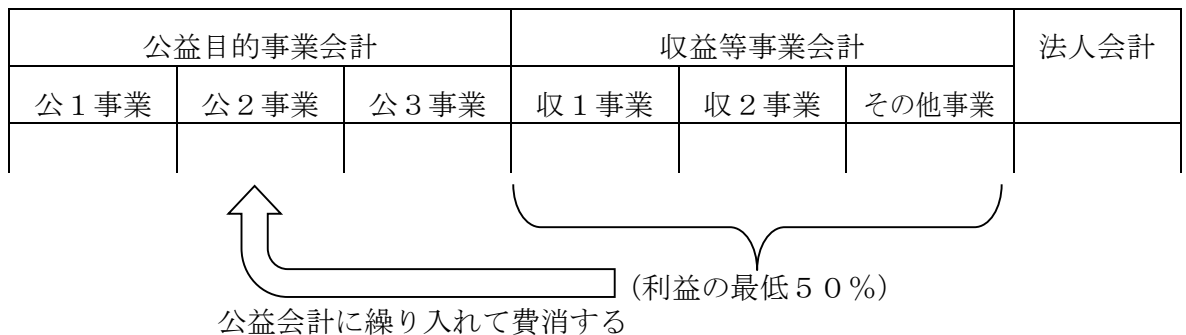 公益目的事業会計 収益等事業会計 法人会計
公１事業 公２事業 公３事業 収１事業 収２事業 その他事業
(利益の最低５０％)
公益会計に繰り入れて費消する